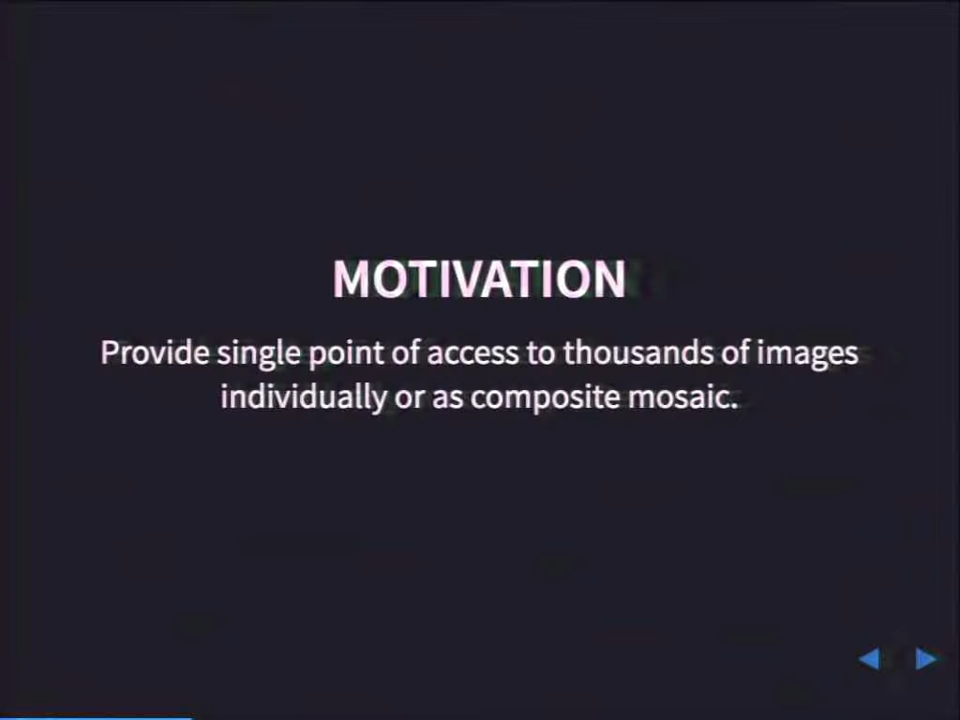 MOTIVATION
Provide single point of access to thousands of images
individually or as composite mosaic.